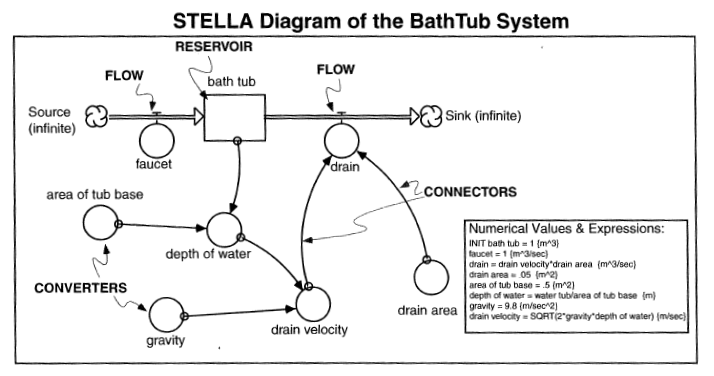 STELLA Diagram of the BathTub System
RESERVOIR
FLOW
bath tub
FLOW
Source
(infinite)
Sink (infinite)
faucet
drain
area of tub base
CONNECTORS
depth of water
CONVERTERS
gravity
drain velocity
drain area
Numerical Values & Expressions:
INIT bath tub = 1 {m^3}
faucet = 1 {m^3/sec}
drain = drain velocity*drain area {m^3/sec}
drain area = .05 {m^2}
area of tub base = .5 {m^2}
depth of water = water tub/area of tub base {m}
gravity = 9.8 {m/sec^2}
drain velocity = SQRT(2*gravity*depth of water) {m/sec}